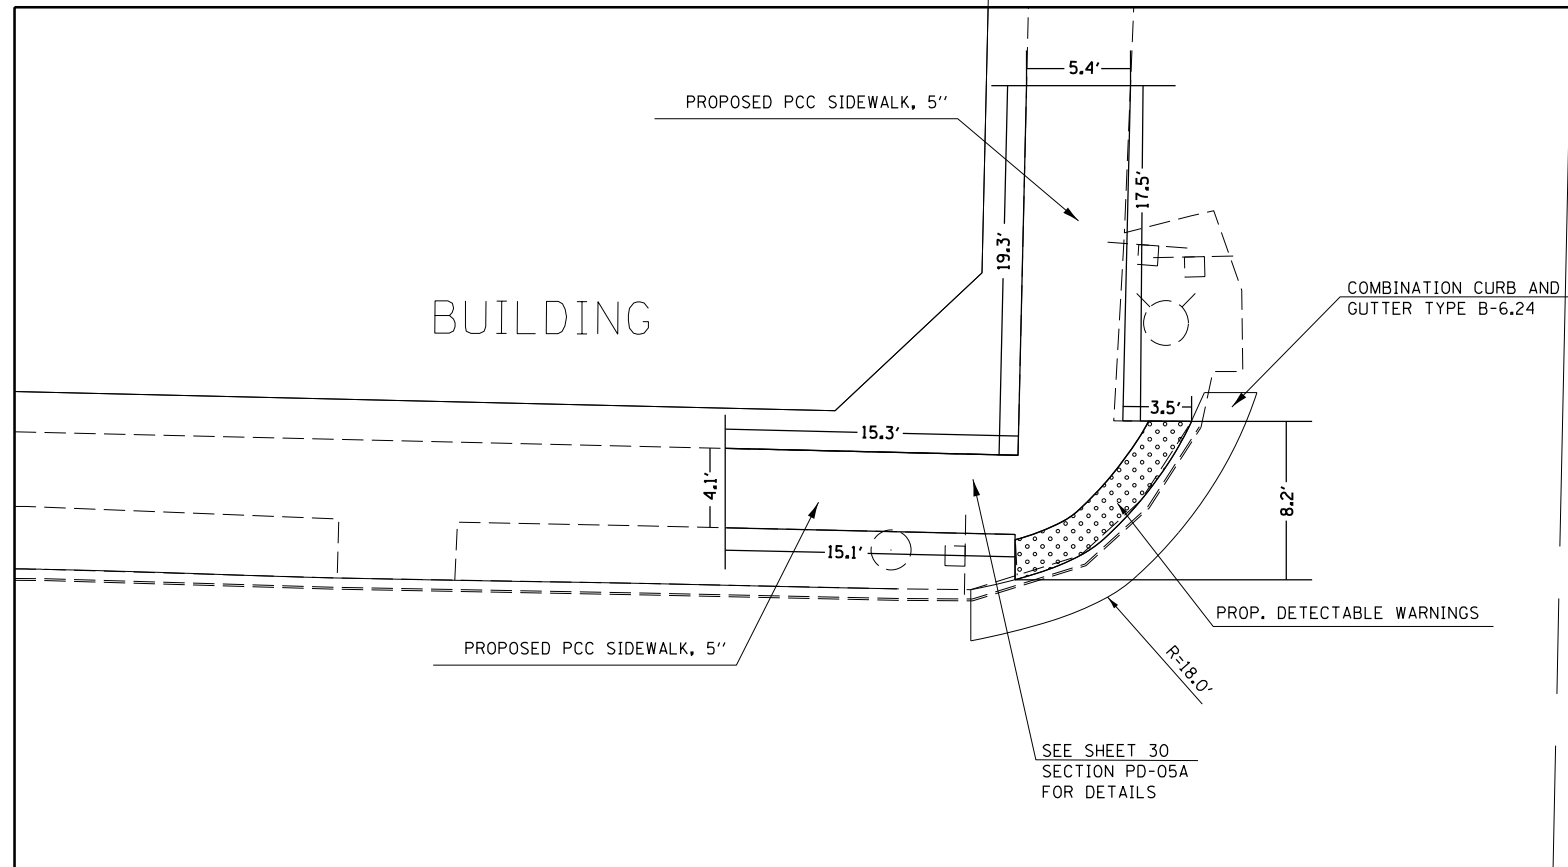 5.4'
PROPOSED PCC SIDEWALK, 5''
17.5'
19.3'
COMBINATION CURB AND
GUTTER TYPE B-6.24
BUILDING
3.5'
15.3'
4.1'
8.2'
15.1'
PROP. DETECTABLE WARNINGS
PROPOSED PCC SIDEWALK, 5''
R=18.0'
SEE SHEET 30
SECTION PD-05A
FOR DETAILS